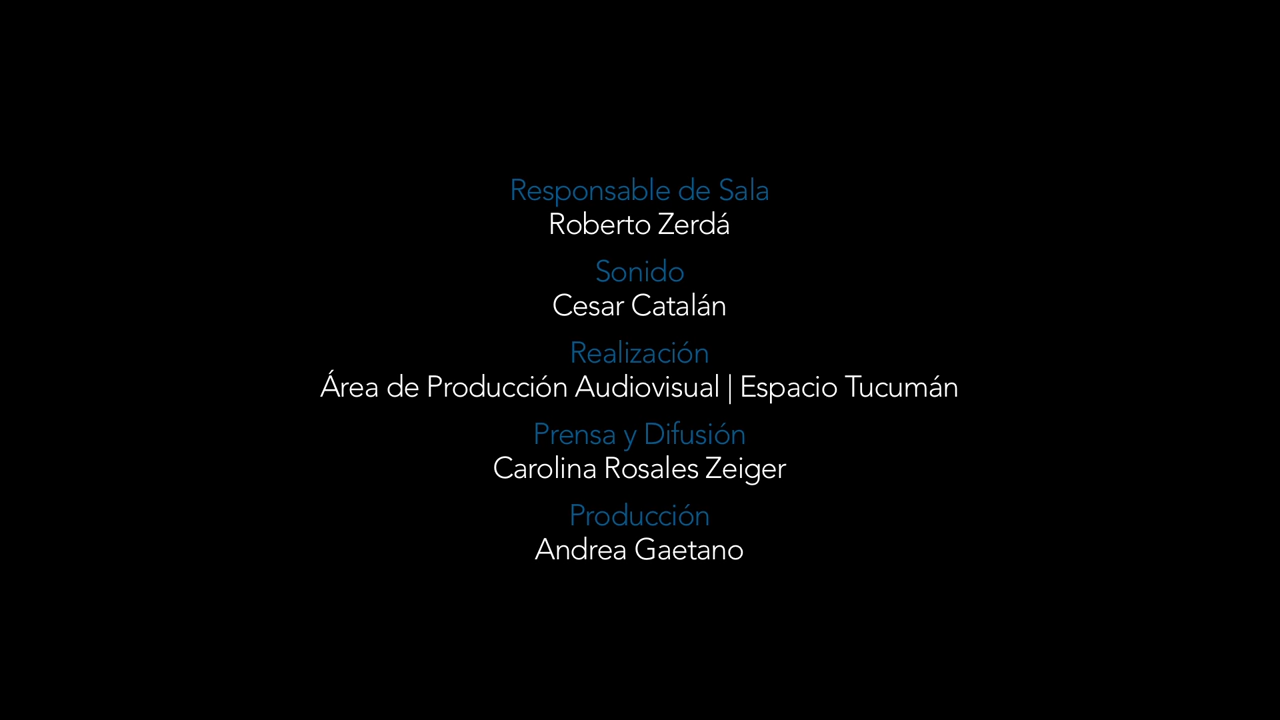 Responsable de Sala
Roberto Zerdá
Sonido
Cesar Catalán
Realización
Área de Producción Audiovisual | Espacio Tucumán
Prensa y Difusión
Carolina Rosales Zeiger
Producción
Andrea Gaetano